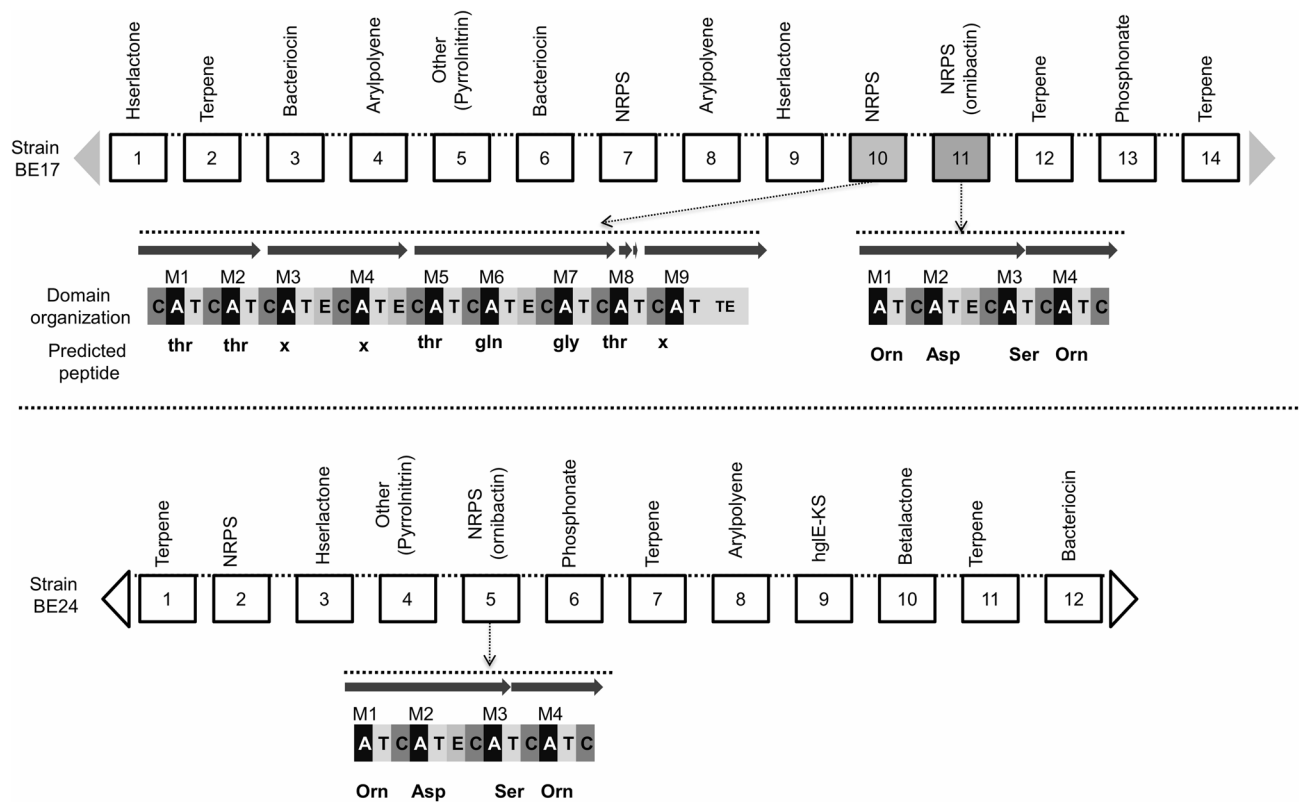 Hserlactone
Terpene
Bacteriocin
Arylpolyene
Other
(Pyrrolnitrin)
Bacteriocin
NRPS
Arylpolyene
Hserlactone
NRPS
NRPS
(ornibactin)
Terpene
Phosphonate
Terpene
Strain
BE17
1 2 3 4 5 6 7 8 9 10 11 12 13 14
M1 M2 M3 M4 M5 M6 M7 M8 M9
Domain
organization
C A T C A T C A T E C A T E C A T C A T E C A T C A T C A T TE
Predicted
peptide
thr thr x x thr gln gly thr x
M1 M2 M3 M4
A T C A T E C A T C A T C
Orn Asp Ser Orn
Terpene
NRPS
Hserlactone
Other
(Pyrrolnitrin)
NRPS
(ornibactin)
Phosphonate
Terpene
Arylpolyene
hglE-KS
Betalactone
Terpene
Bacteriocin
Strain
BE24
1 2 3 4 5 6 7 8 9 10 11 12
M1 M2 M3 M4
A T C A T E C A T C A T C
Orn Asp Ser Orn